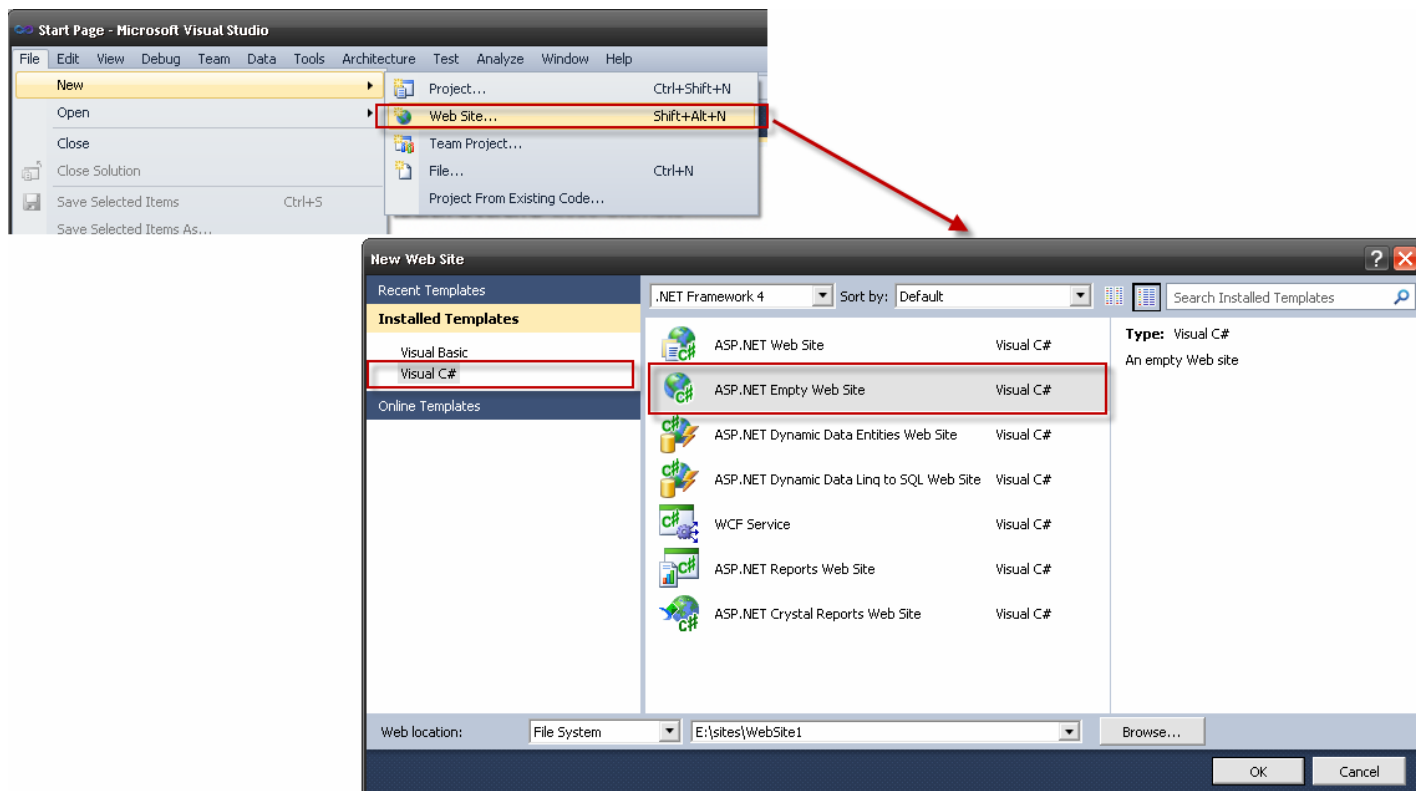 Start Page - Microsoft Visual Studio
File Edit View Debug Team Data Tools Architecture Test Analyze Window Help
New
Open
Close
Close Solution
Save Selected Items Ctrl+S
Save Selected Items As...
Project... Ctrl+Shift+N
Web Site... Shift+Alt+N
Team Project...
File... Ctrl+N
Project From Existing Code...
New Web Site
Recent Templates
Installed Templates
Visual Basic
Visual C#
Online Templates
.NET Framework 4 Sort by: Default Search Installed Templates
ASP.NET Web Site Visual C#
ASP.NET Empty Web Site Visual C#
ASP.NET Dynamic Data Entities Web Site Visual C#
ASP.NET Dynamic Data Linq to SQL Web Site Visual C#
WCF Service Visual C#
ASP.NET Reports Web Site Visual C#
ASP.NET Crystal Reports Web Site Visual C#
Type: Visual C#
An empty Web site
Web location: File System E:\sites\WebSite1 Browse...
OK Cancel